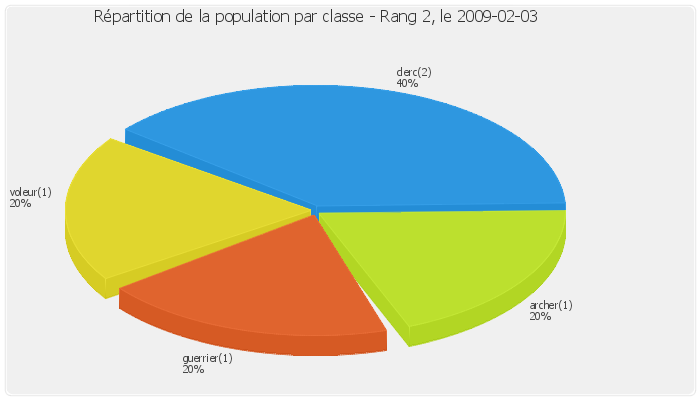 Répartition de la population par classe - Rang 2, le 2009-02-03
clerc(2)
40%
voleur(1)
20%
archer(1)
20%
guerrier(1)
20%